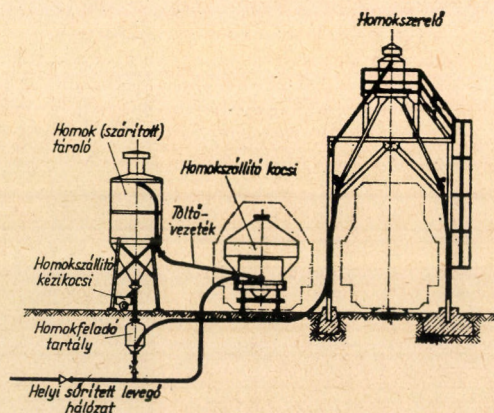 Homokszerelő
Homok (szárított)
tároló
Homokszállító kocsi
Töltő-
vezeték
Homokszállító
kézikocsi
Homokfeladó
tartály
Helyi sűrített levegő
hálózat